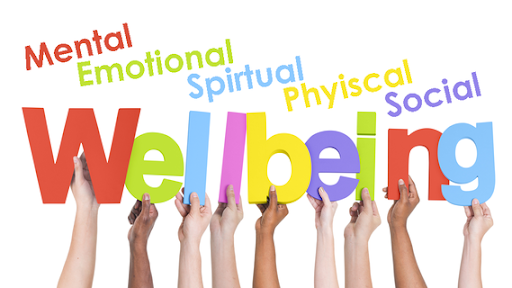 Mental
Emotional
Spirtual
Phyiscal
Social
Wellbeing